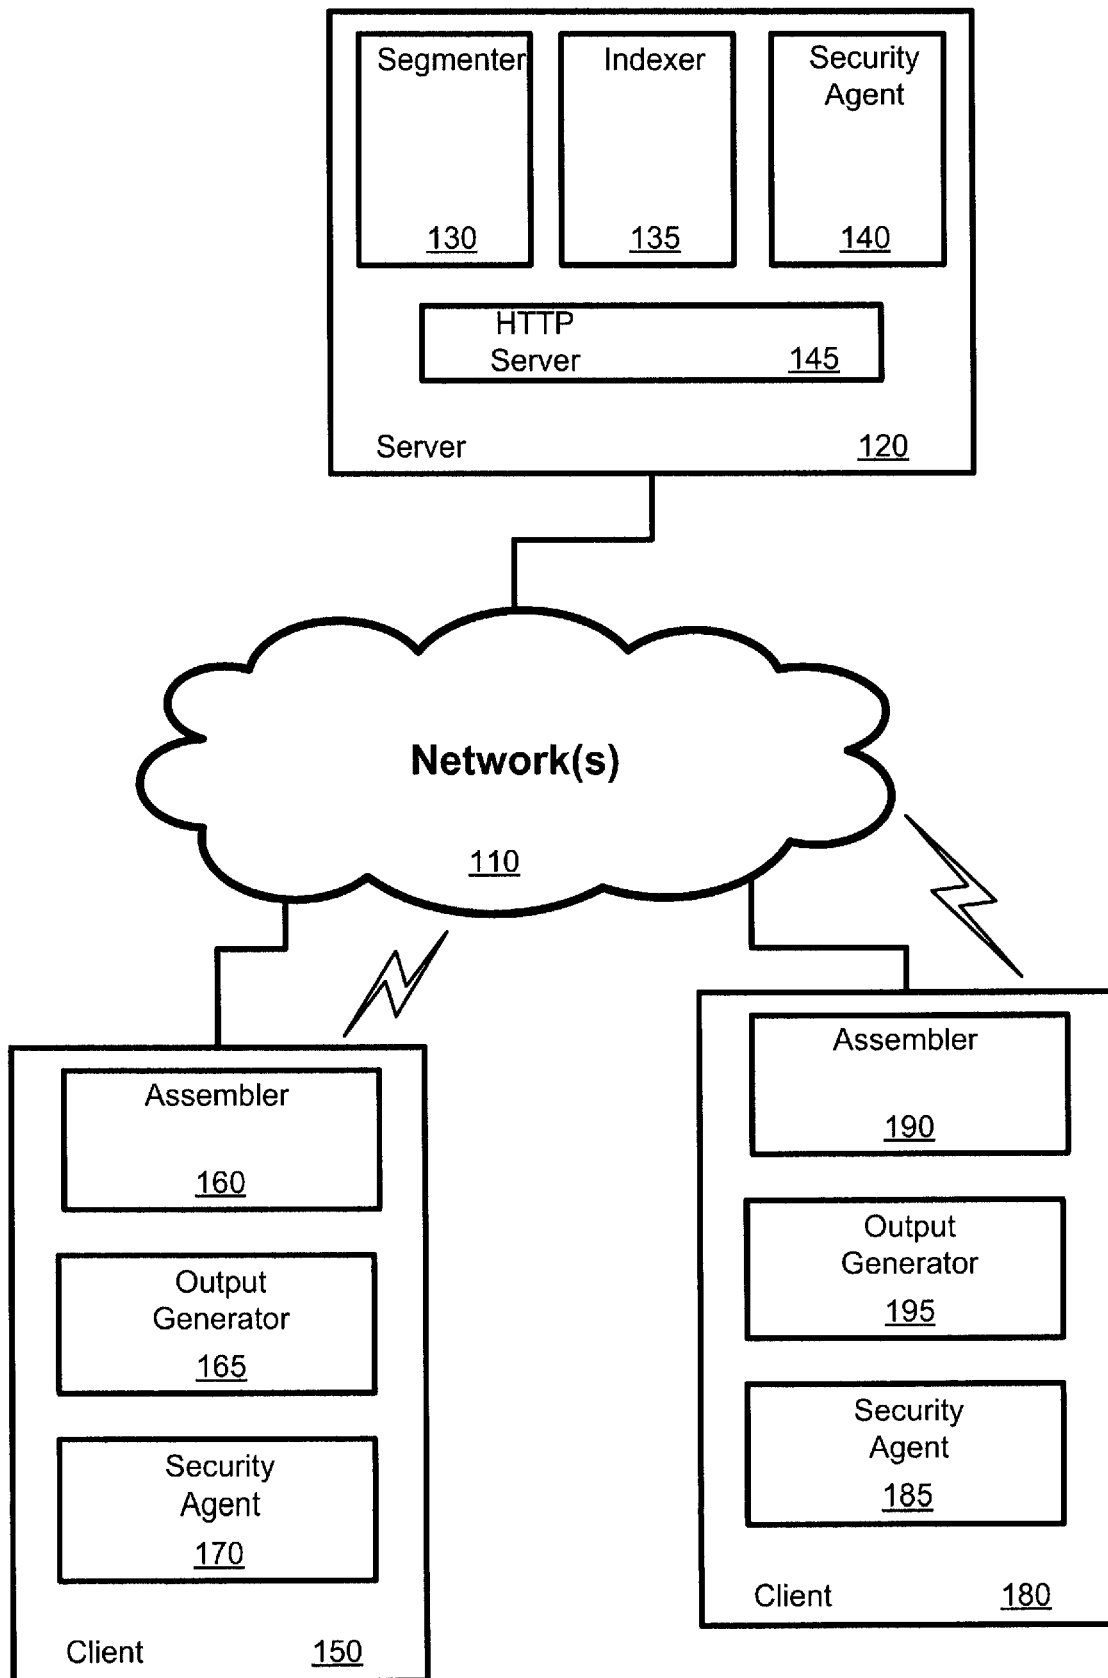 Segmenter
130
Indexer
135
Security
Agent
140
HTTP
Server
145
Server 120
Network(s)
110
Assembler
160
Output
Generator
165
Security
Agent
170
Client 150
Assembler
190
Output
Generator
195
Security
Agent
185
Client 180